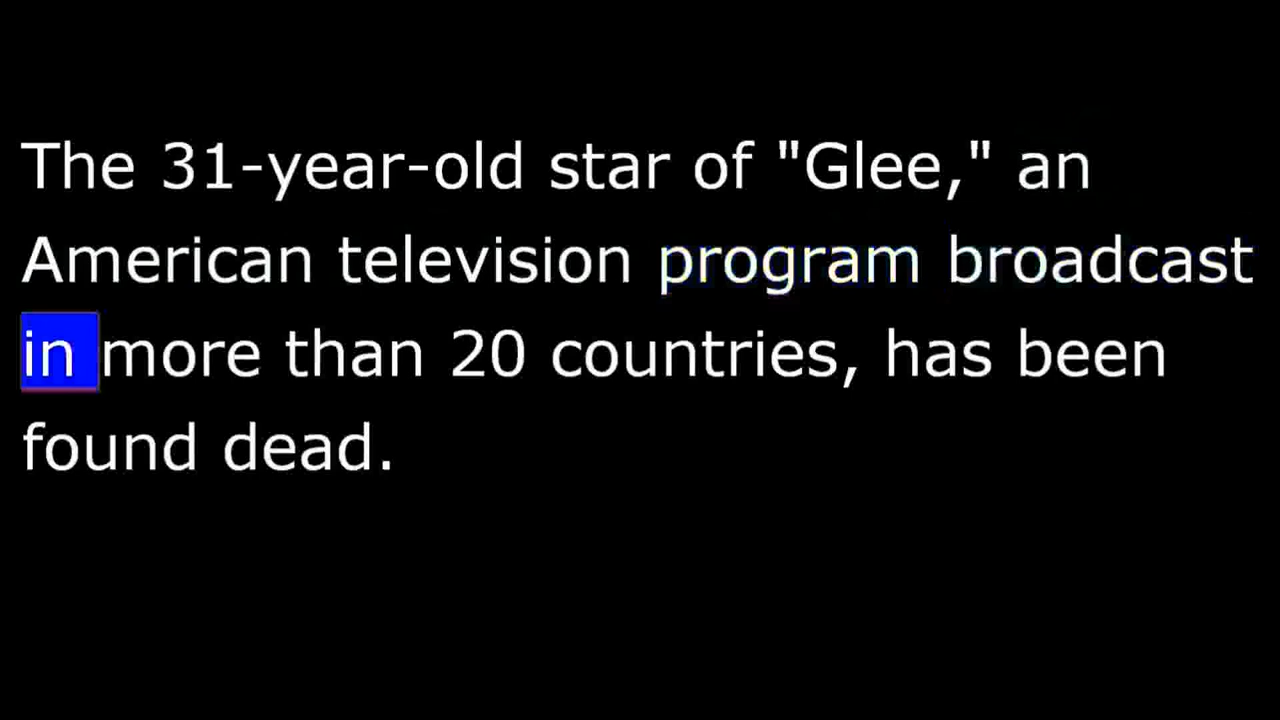 The 31-year-old star of "Glee," an
American television program broadcast
in more than 20 countries, has been
found dead.